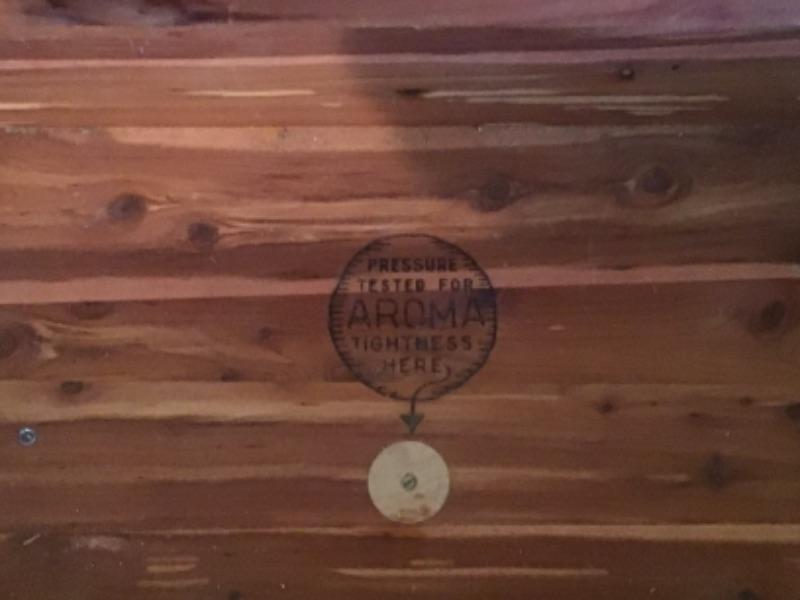 PRESSURE
TESTED FOR
AROMA
TIGHTNESS
HERE